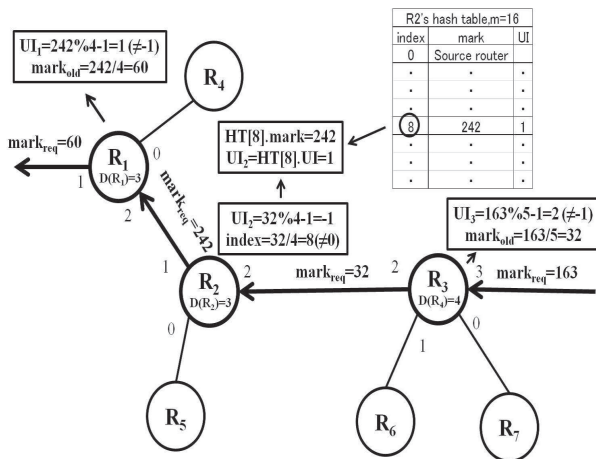 R2's hash table,m=16
index mark UI
0 Source router
8 242 1
UI1=242%4-1=1 (≠-1)
markold=242/4=60
R4
HT[8].mark=242
UI2=HT[8].UI=1
markreq=60
R1
D(R1)=3
0
1
2
markreq=242
UI2=32%4-1=-1
index=32/4=8(≠0)
UI3=163%5-1=2 (≠-1)
markold=163/5=32
1
R2
D(R2)=3
2
0
markreq=32
2
R3
D(R4)=4
3
markreq=163
0
1
R5
R6
R7